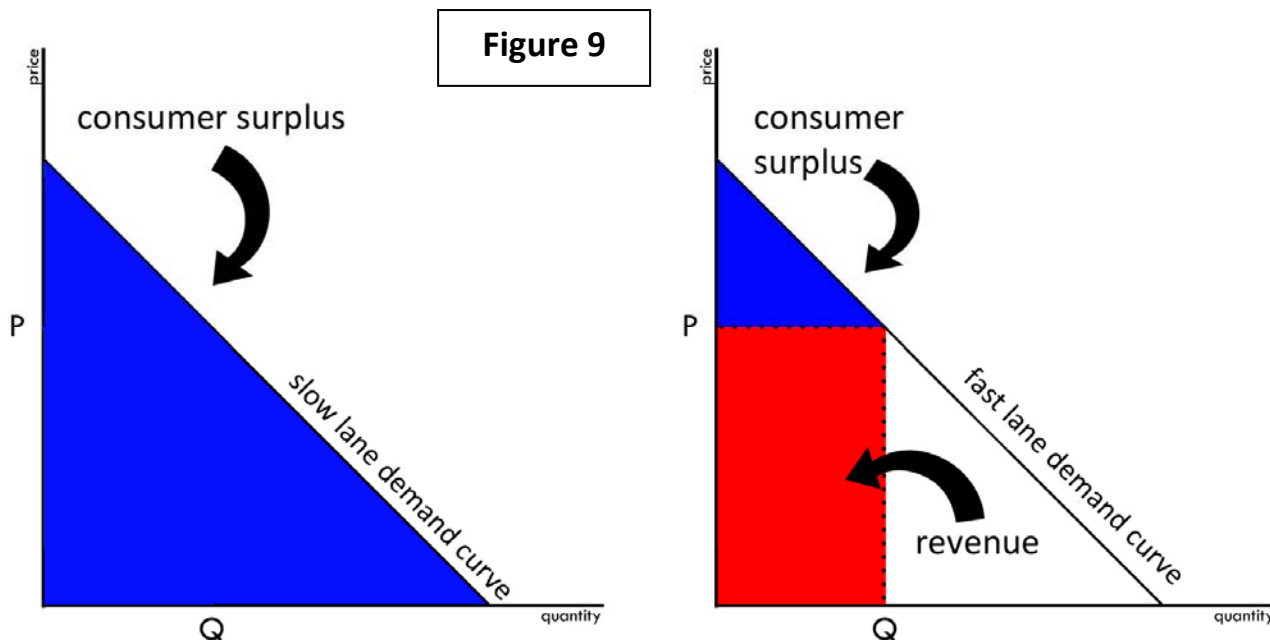 Figure 9
price
consumer surplus
P
slow lane demand curve
quantity
Q
price
consumer
surplus
P
fast lane demand curve
revenue
quantity
Q